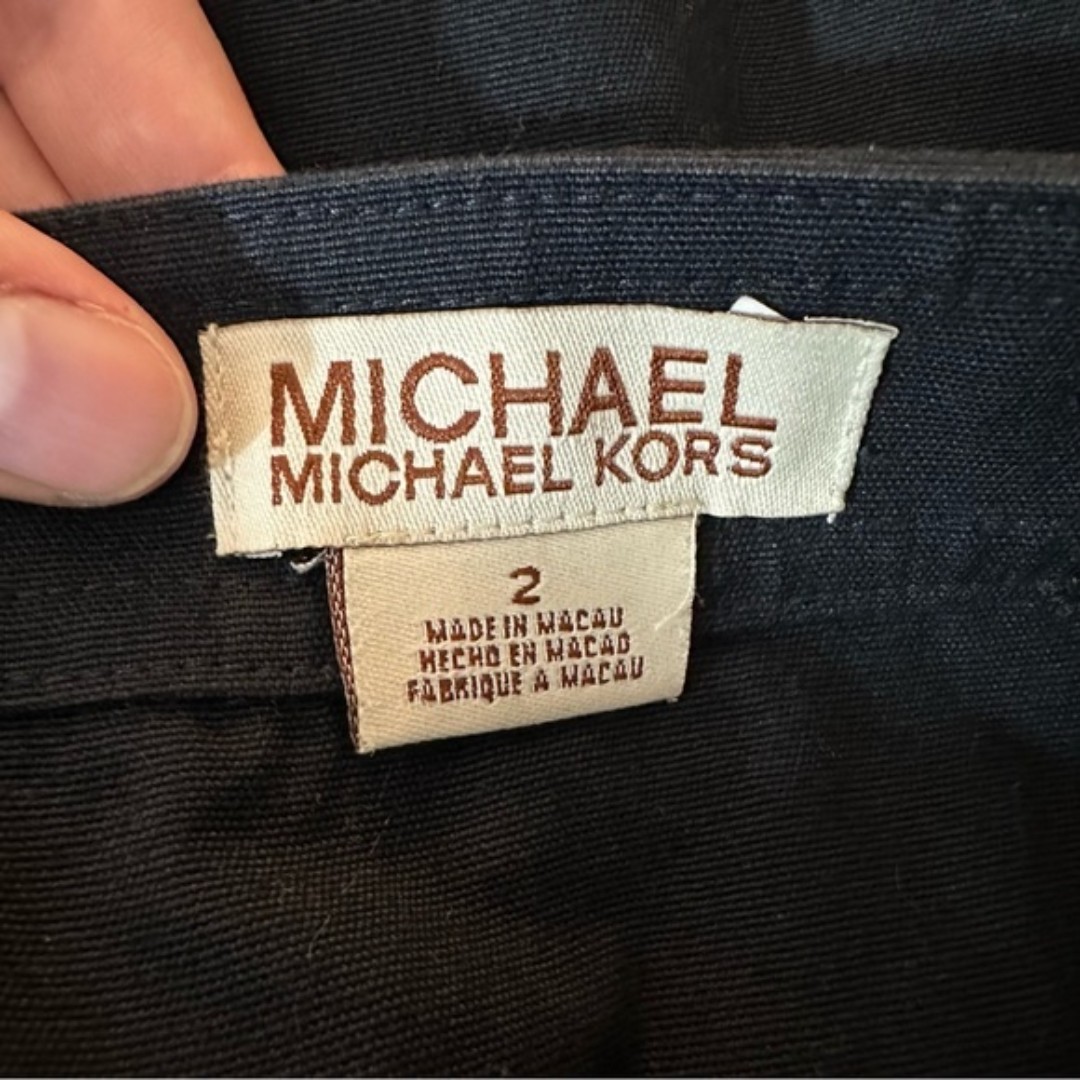 MICHAEL
MICHAEL KORS
2
MADE IN MACAU
HECHO EN MACAO
FABRIQUE A MACAU